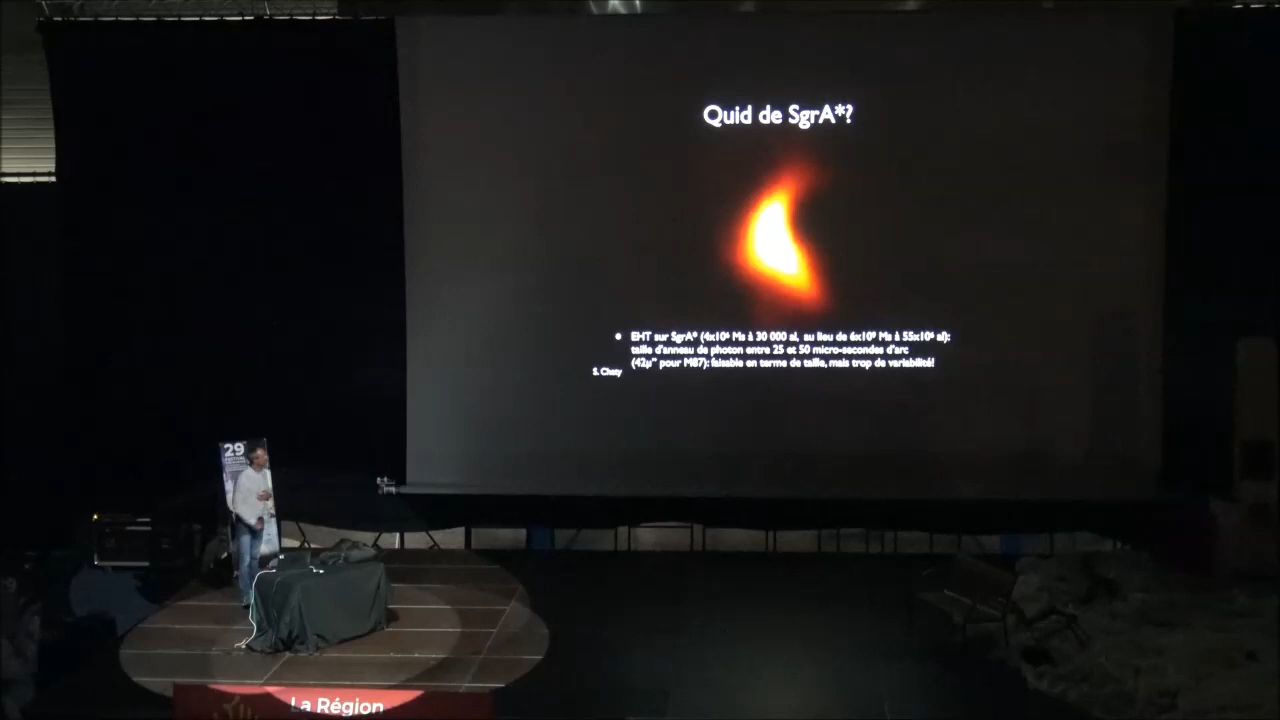 Quid de SgrA*?
EHT sur SgrA* (4x10⁶ Ms à 30 000 al, au lieu de 6x10⁹ Ms à 55x10⁶ al):
taille d'anneau de photon entre 25 et 50 micro-secondes d'arc
(42μ" pour M87): faisable en terme de taille, mais trop de variabilité!
S. Chaty
29
FESTIVAL
La Région